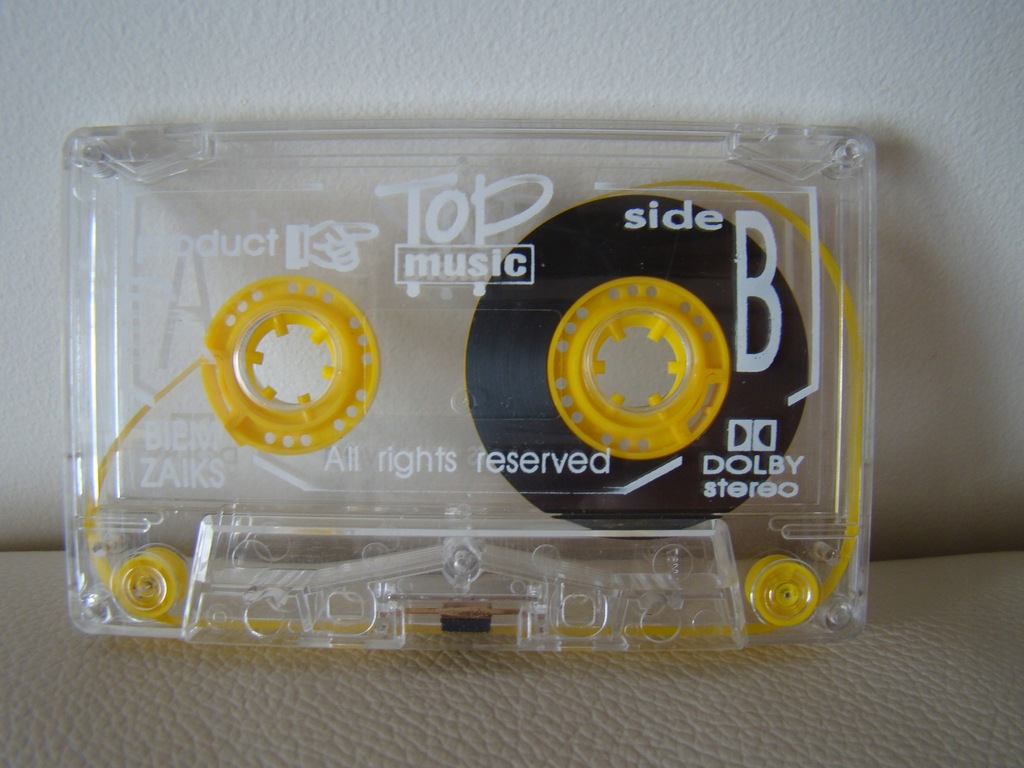 product
TOP
music
side
B
A
BIEM
ZAIKS
All rights reserved
DOLBY
stereo